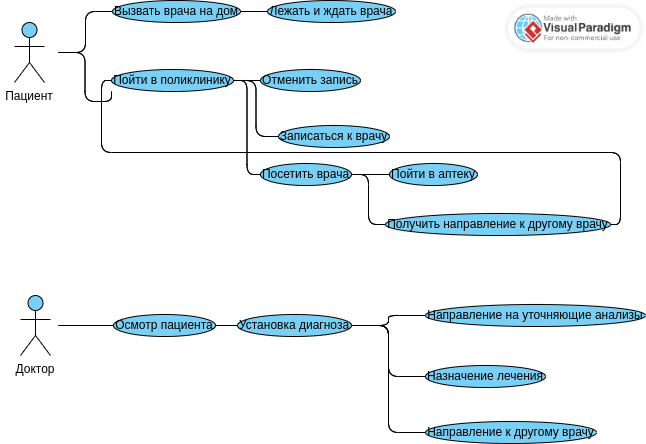 Вызвать врача на дом
Лежать и ждать врача
Made with
Visual Paradigm
For non-commercial use
Пациент
Пойти в поликлинику
Отменить запись
Записаться к врачу
Посетить врача
Пойти в аптеку
Получить направление к другому врачу
Доктор
Осмотр пациента
Установка диагноза
Направление на уточняющие анализы
Назначение лечения
Направление к другому врачу